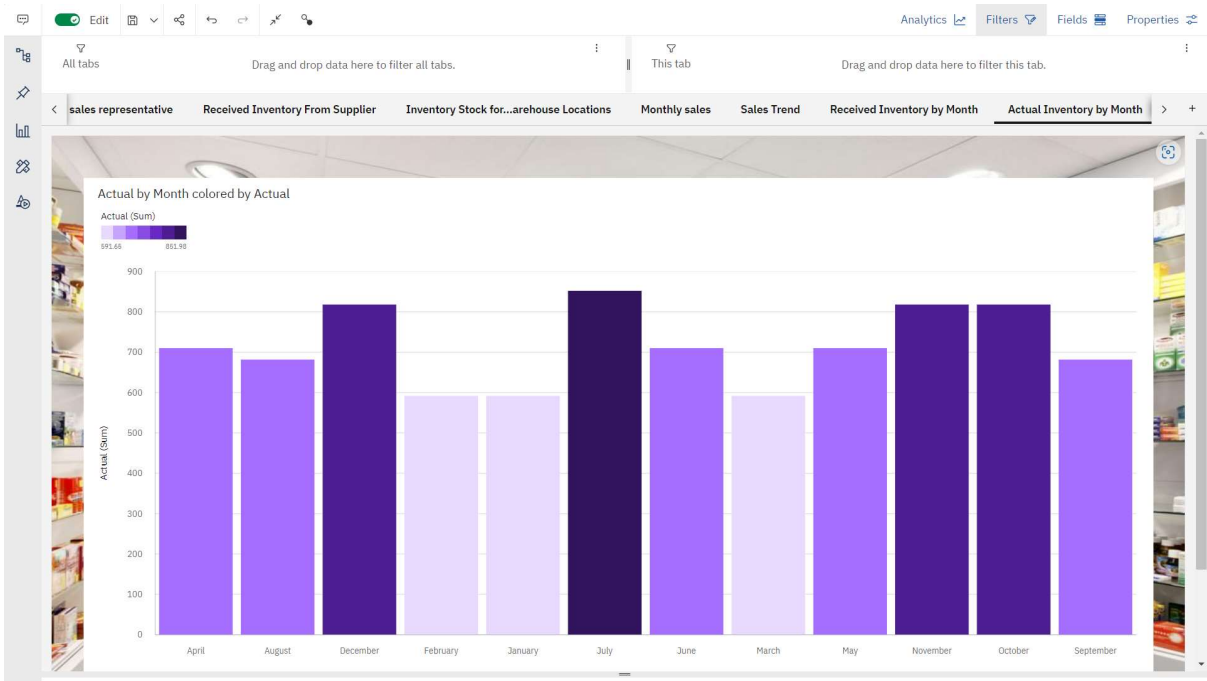 Edit
Analytics
Filters
Fields
Properties
All tabs
Drag and drop data here to filter all tabs.
This tab
Drag and drop data here to filter this tab.
sales representative
Received Inventory From Supplier
Inventory Stock for...arehouse Locations
Monthly sales
Sales Trend
Received Inventory by Month
Actual Inventory by Month
Actual by Month colored by Actual
Actual (Sum)
591.65 851.98
900
800
700
600
500
400
300
200
100
0
Actual (Sum)
April August December February January July June March May November October September